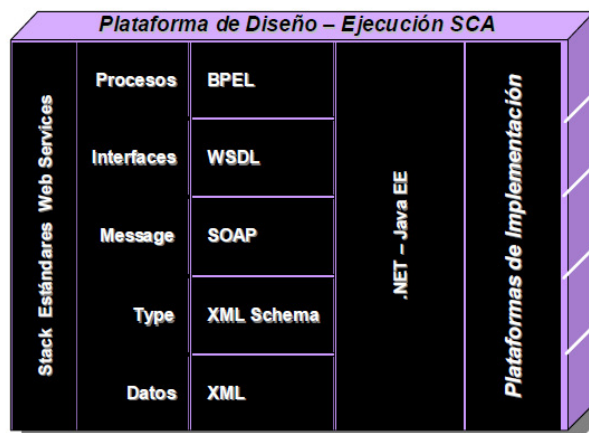 Plataforma de Diseño – Ejecución SCA
Stack Estándares Web Services
Procesos
BPEL
Interfaces
WSDL
Message
SOAP
Type
XML Schema
Datos
XML
.NET – Java EE
Plataformas de Implementación